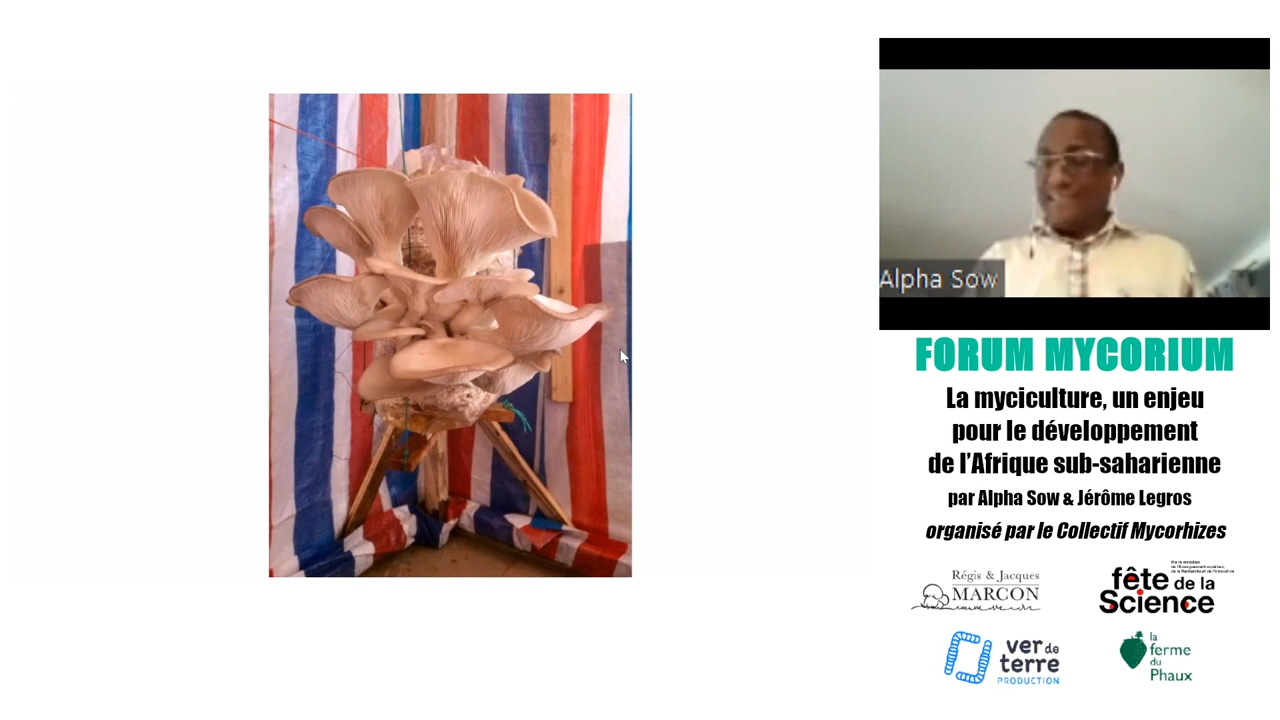 Alpha Sow
FORUM MYCORIUM
La myciculture, un enjeu
pour le développement
de l'Afrique sub-saharienne
par Alpha Sow & Jérôme Legros
organisé par le Collectif Mycorhizes
Régis & Jacques
MARCON
fête de la
Science
ver de
terre
PRODUCTION
la
ferme
du
Phaux